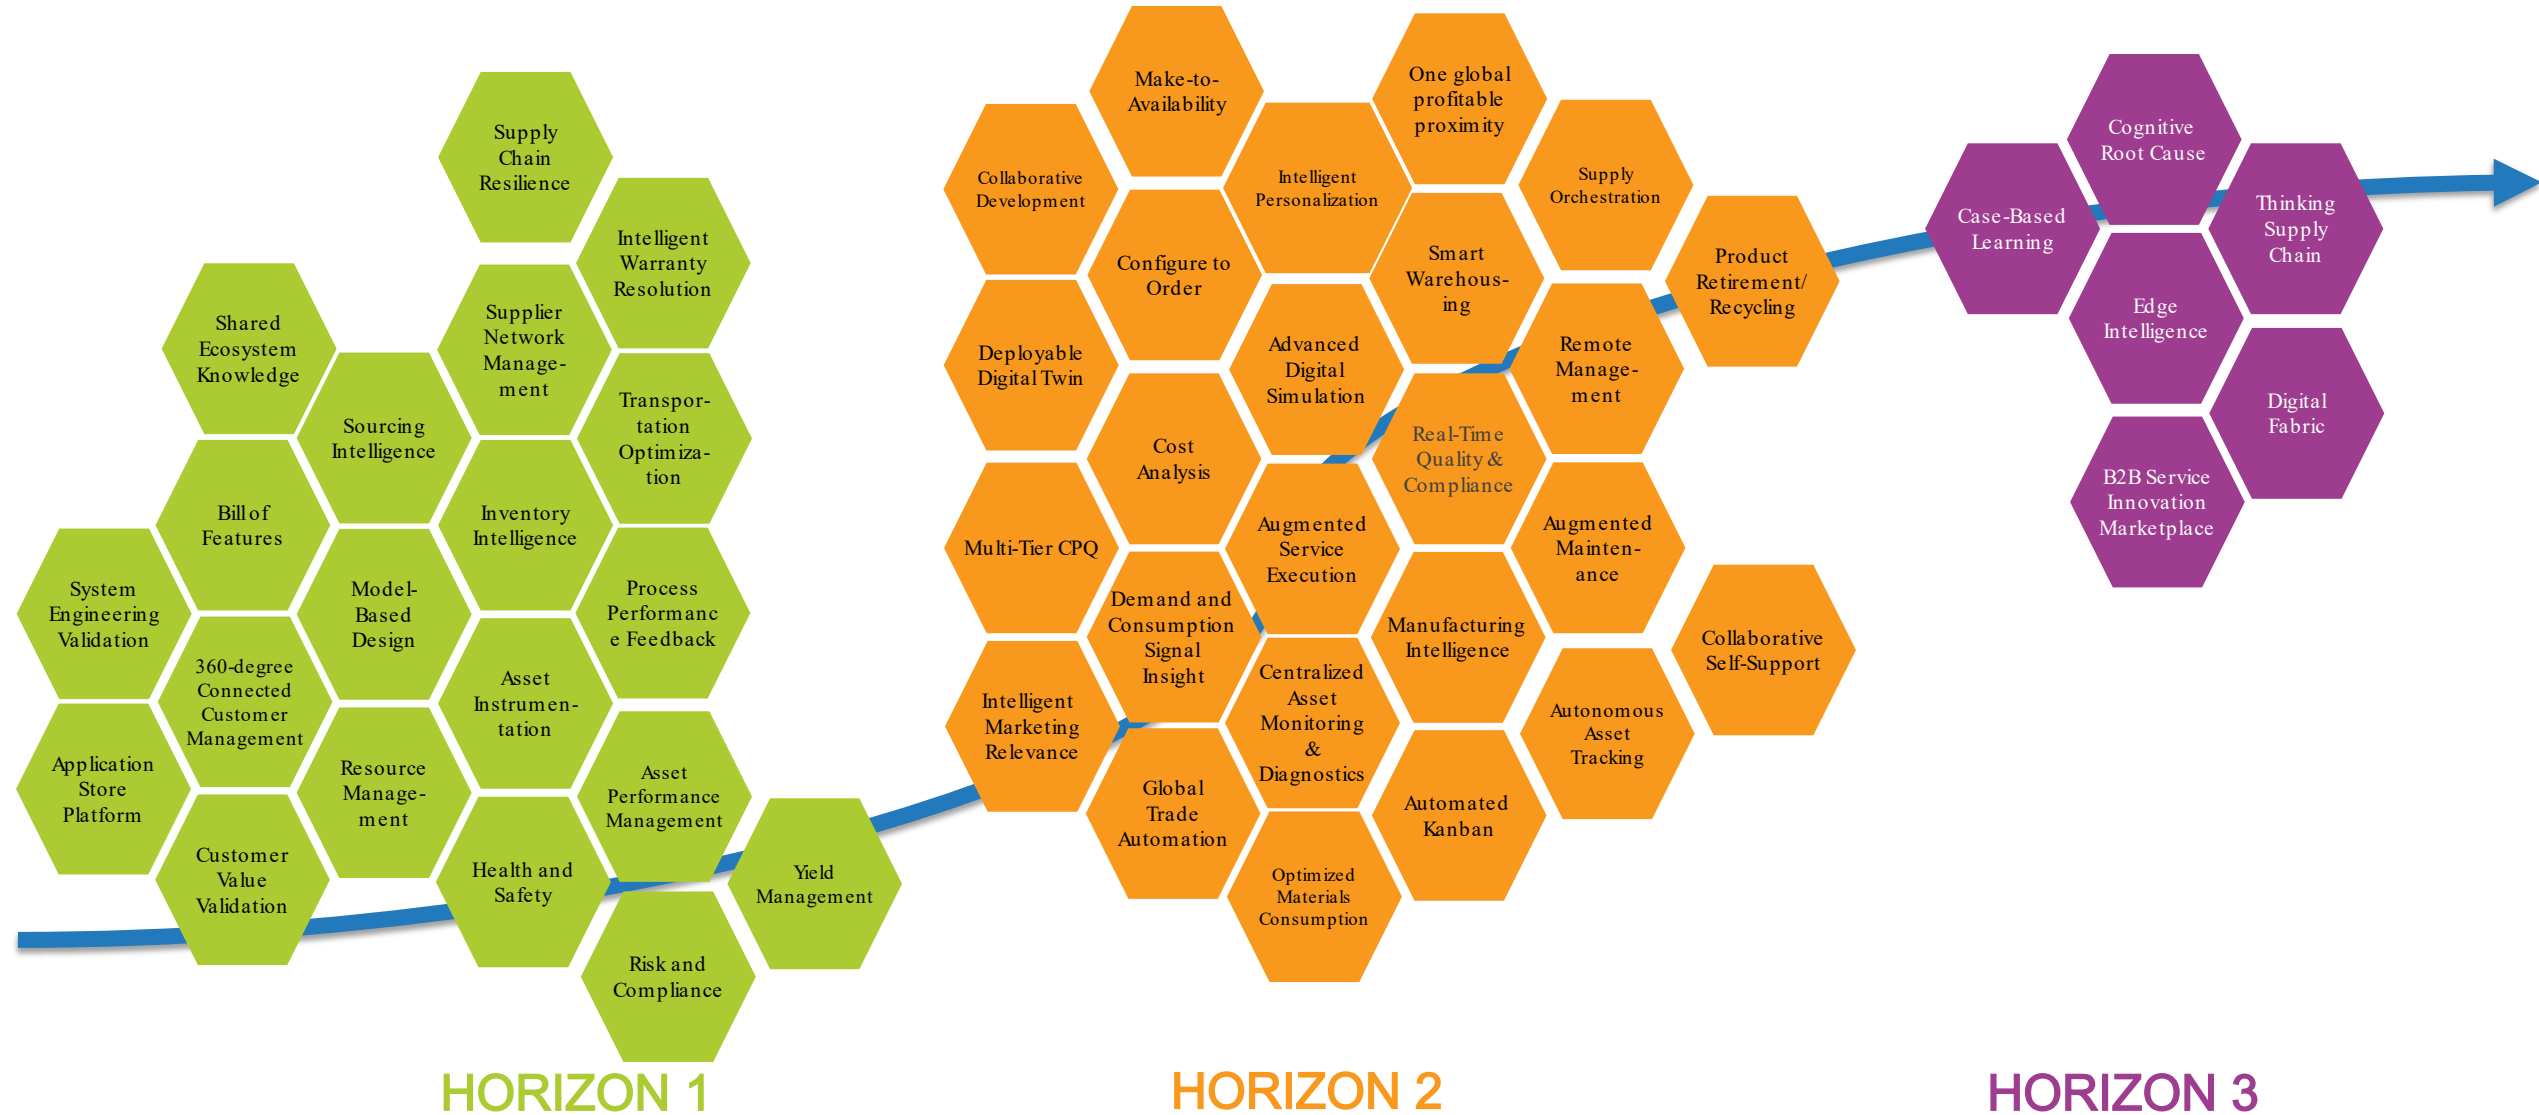 Supply
Chain
Resilience
Intelligent
Warranty
Resolution
Shared
Ecosystem
Knowledge
Supplier
Network
Manage-
ment
Sourcing
Intelligence
Transpor-
tation
Optimiza-
tion
Bill of
Features
Inventory
Intelligence
System
Engineering
Validation
Model-
Based
Design
Process
Performanc
e Feedback
360-degree
Connected
Customer
Management
Asset
Instrumen-
tation
Application
Store
Platform
Resource
Manage-
ment
Asset
Performance
Management
Customer
Value
Validation
Health and
Safety
Yield
Management
Risk and
Compliance
HORIZON 1
Make-to-
Availability
One global
profitable
proximity
Collaborative
Development
Intelligent
Personalization
Supply
Orchestration
Configure to
Order
Smart
Warehous-
ing
Product
Retirement/
Recycling
Deployable
Digital Twin
Advanced
Digital
Simulation
Remote
Manage-
ment
Cost
Analysis
Real-Time
Quality &
Compliance
Multi-Tier CPQ
Augmented
Service
Execution
Augmented
Mainten-
ance
Demand and
Consumption
Signal
Insight
Manufacturing
Intelligence
Collaborative
Self-Support
Intelligent
Marketing
Relevance
Centralized
Asset
Monitoring
&
Diagnostics
Autonomous
Asset
Tracking
Global
Trade
Automation
Automated
Kanban
Optimized
Materials
Consumption
HORIZON 2
Cognitive
Root Cause
Case-Based
Learning
Thinking
Supply
Chain
Edge
Intelligence
Digital
Fabric
B2B Service
Innovation
Marketplace
HORIZON 3